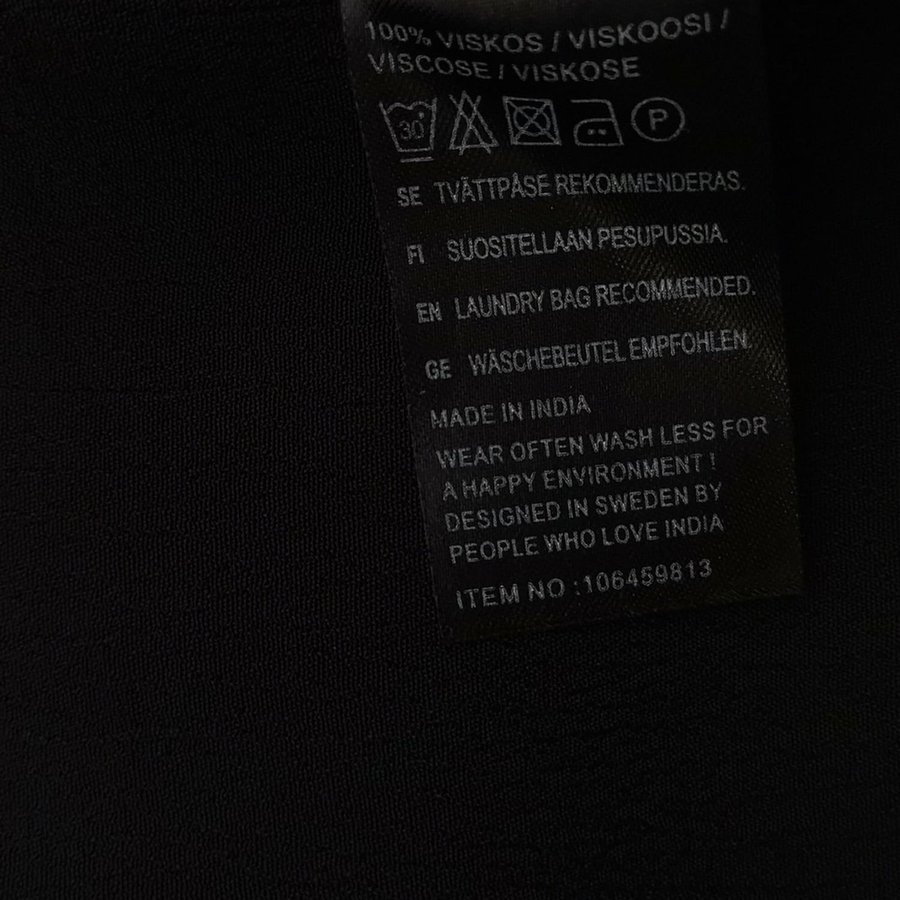 100% VISKOS / VISKOOSI /
VISCOSE / VISKOSE
30 P
SE TVÄTTPÅSE REKOMMENDERAS.
FI SUOSITELLAAN PESUPUSSIA.
EN LAUNDRY BAG RECOMMENDED.
GE WÄSCHEBEUTEL EMPFOHLEN.
MADE IN INDIA
WEAR OFTEN WASH LESS FOR
A HAPPY ENVIRONMENT !
DESIGNED IN SWEDEN BY
PEOPLE WHO LOVE INDIA
ITEM NO :106459813